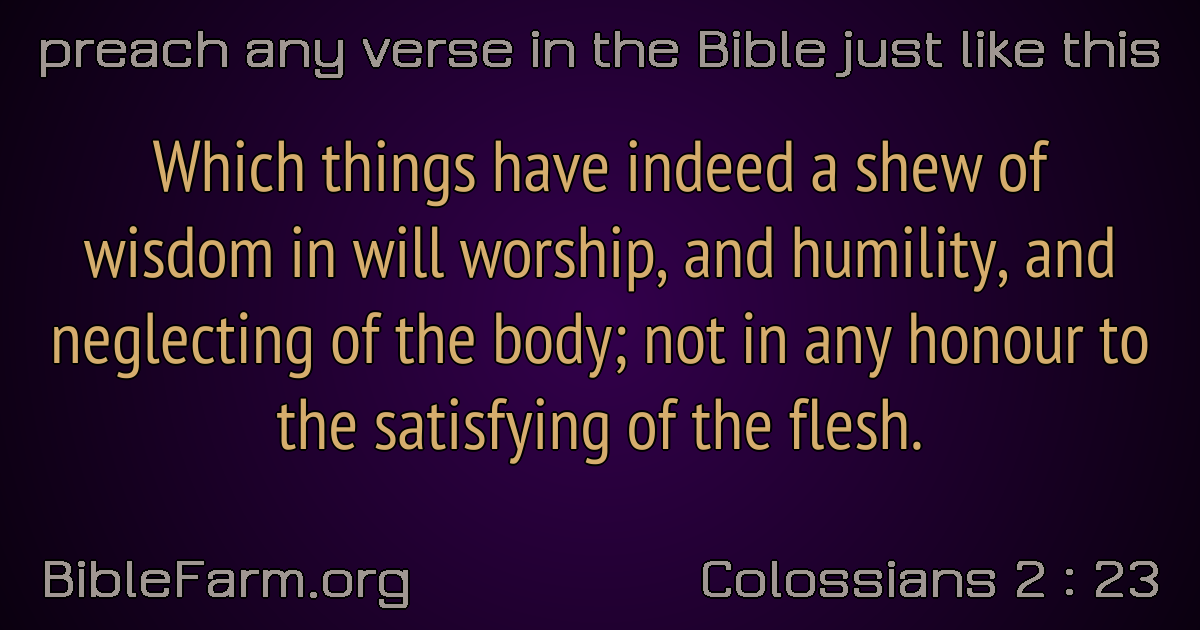 preach any verse in the Bible just like this
Which things have indeed a shew of
wisdom in will worship, and humility, and
neglecting of the body; not in any honour to
the satisfying of the flesh.
BibleFarm.org
Colossians 2 : 23